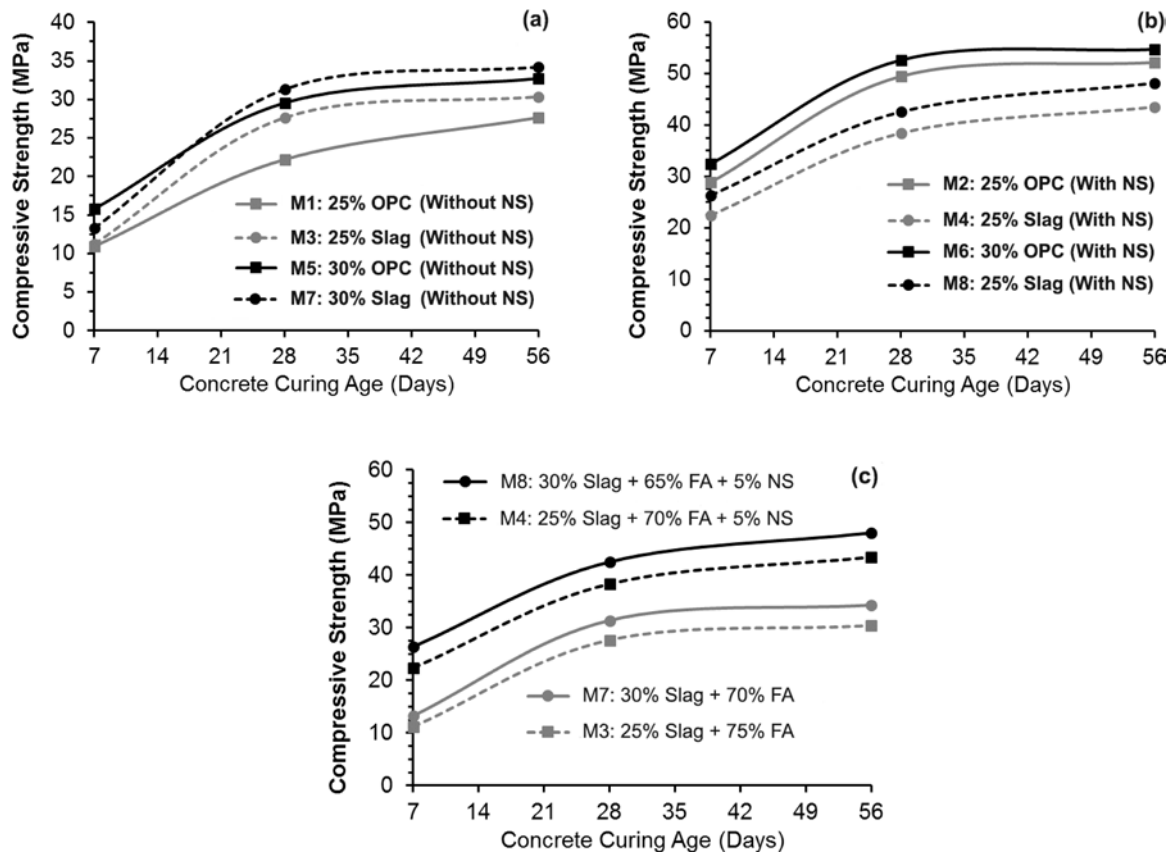 (a)
Compressive Strength (MPa)
40
35
30
25
20
15
10
5
0
M1: 25% OPC (Without NS)
M3: 25% Slag (Without NS)
M5: 30% OPC (Without NS)
M7: 30% Slag (Without NS)
7 14 21 28 35 42 49 56
Concrete Curing Age (Days)
(b)
Compressive Strength (MPa)
60
50
40
30
20
10
0
M2: 25% OPC (With NS)
M4: 25% Slag (With NS)
M6: 30% OPC (With NS)
M8: 25% Slag (With NS)
7 14 21 28 35 42 49 56
Concrete Curing Age (Days)
(c)
Compressive Strength (MPa)
60
50
40
30
20
10
0
M8: 30% Slag + 65% FA + 5% NS
M4: 25% Slag + 70% FA + 5% NS
M7: 30% Slag + 70% FA
M3: 25% Slag + 75% FA
7 14 21 28 35 42 49 56
Concrete Curing Age (Days)